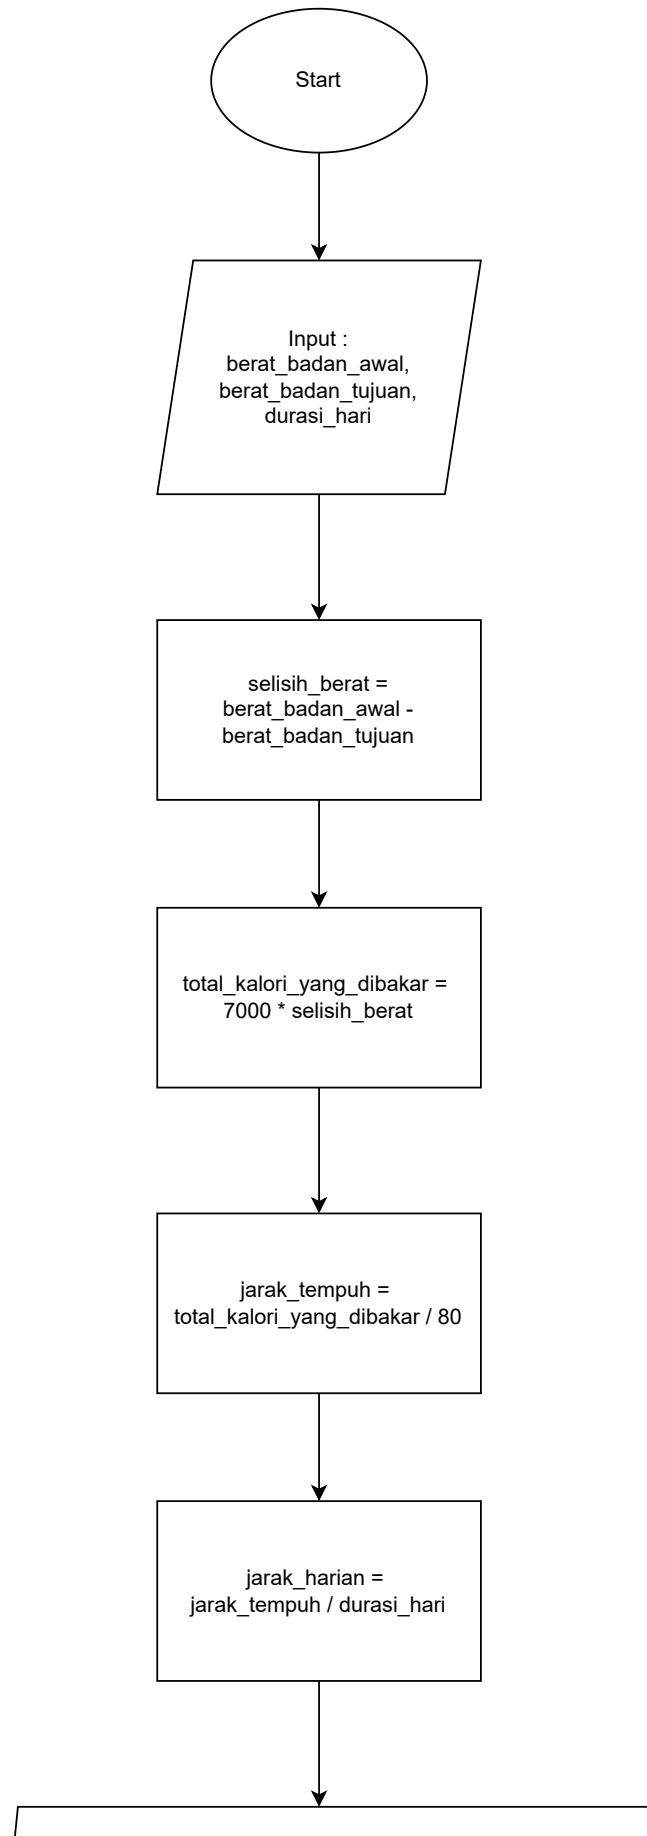 Start
Input :
berat_badan_awal,
berat_badan_tujuan,
durasi_hari
selisih_berat =
berat_badan_awal -
berat_badan_tujuan
total_kalori_yang_dibakar =
7000 * selisih_berat
jarak_tempuh =
total_kalori_yang_dibakar / 80
jarak_harian =
jarak_tempuh / durasi_hari